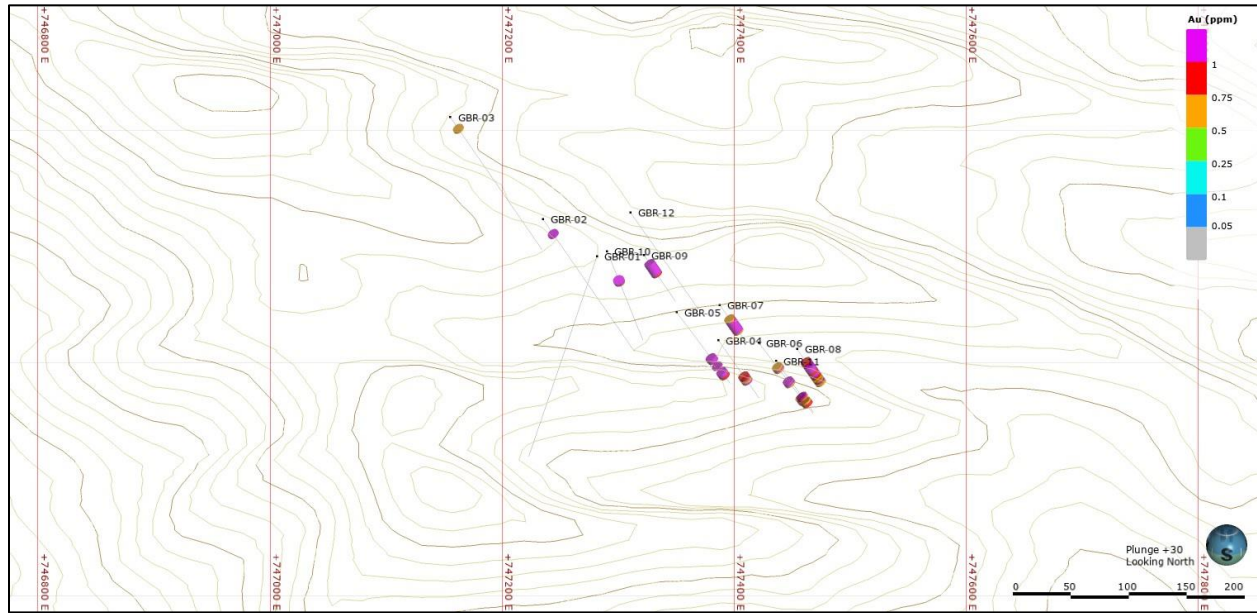 +746800 E
+747000 E
+747200 E
+747400 E
+747600 E
Au (ppm)
1
0.75
0.5
0.25
0.1
0.05
GBR-03
GBR-02
GBR-12
GBR-10
GBR-01
GBR-09
GBR-07
GBR-05
GBR-04
GBR-06
GBR-08
GBR-11
+746800 E
+747000 E
+747200 E
+747400 E
+747600 E
+747800 E
Plunge +30
Looking North
S
0 50 100 150 200